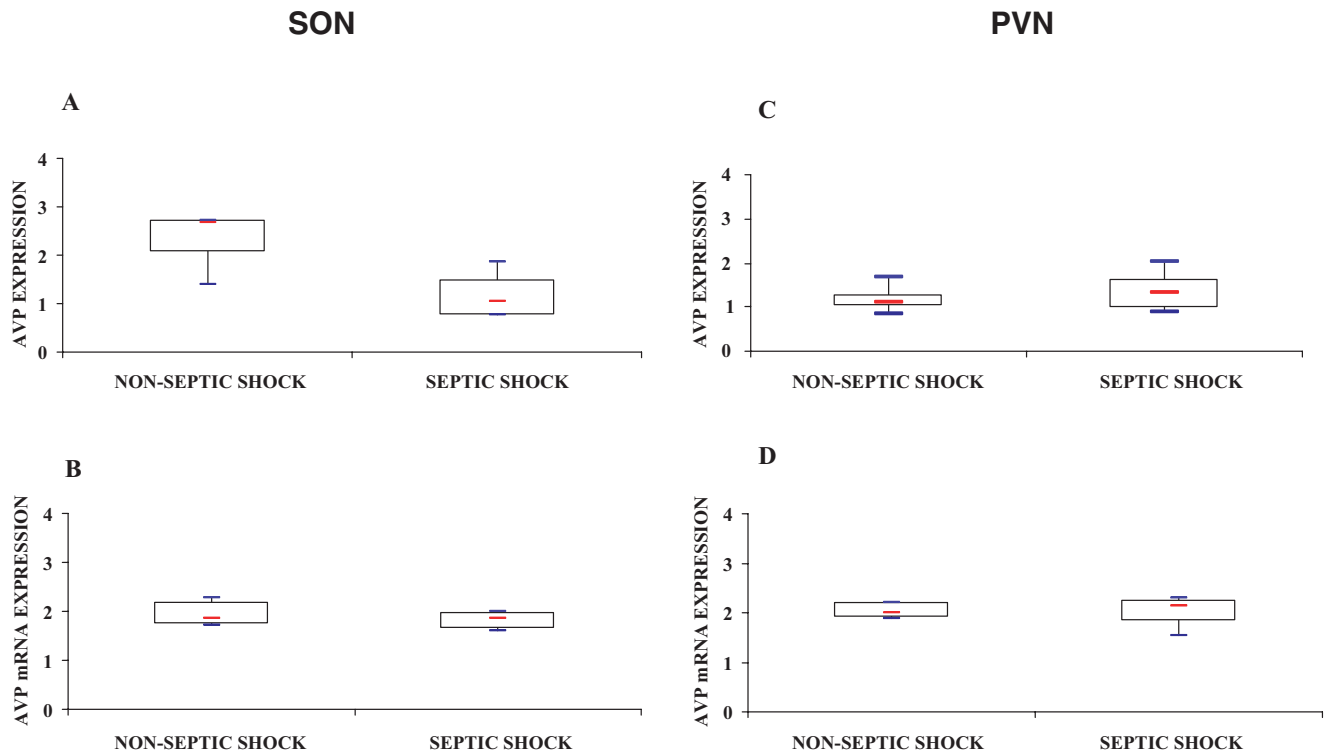 SON
PVN
A
AVP EXPRESSION
4
3
2
1
0
NON-SEPTIC SHOCK
SEPTIC SHOCK
C
AVP EXPRESSION
4
3
2
1
0
NON-SEPTIC SHOCK
SEPTIC SHOCK
B
AVP mRNA EXPRESSION
4
3
2
1
0
NON-SEPTIC SHOCK
SEPTIC SHOCK
D
AVP mRNA EXPRESSION
4
3
2
1
0
NON-SEPTIC SHOCK
SEPTIC SHOCK